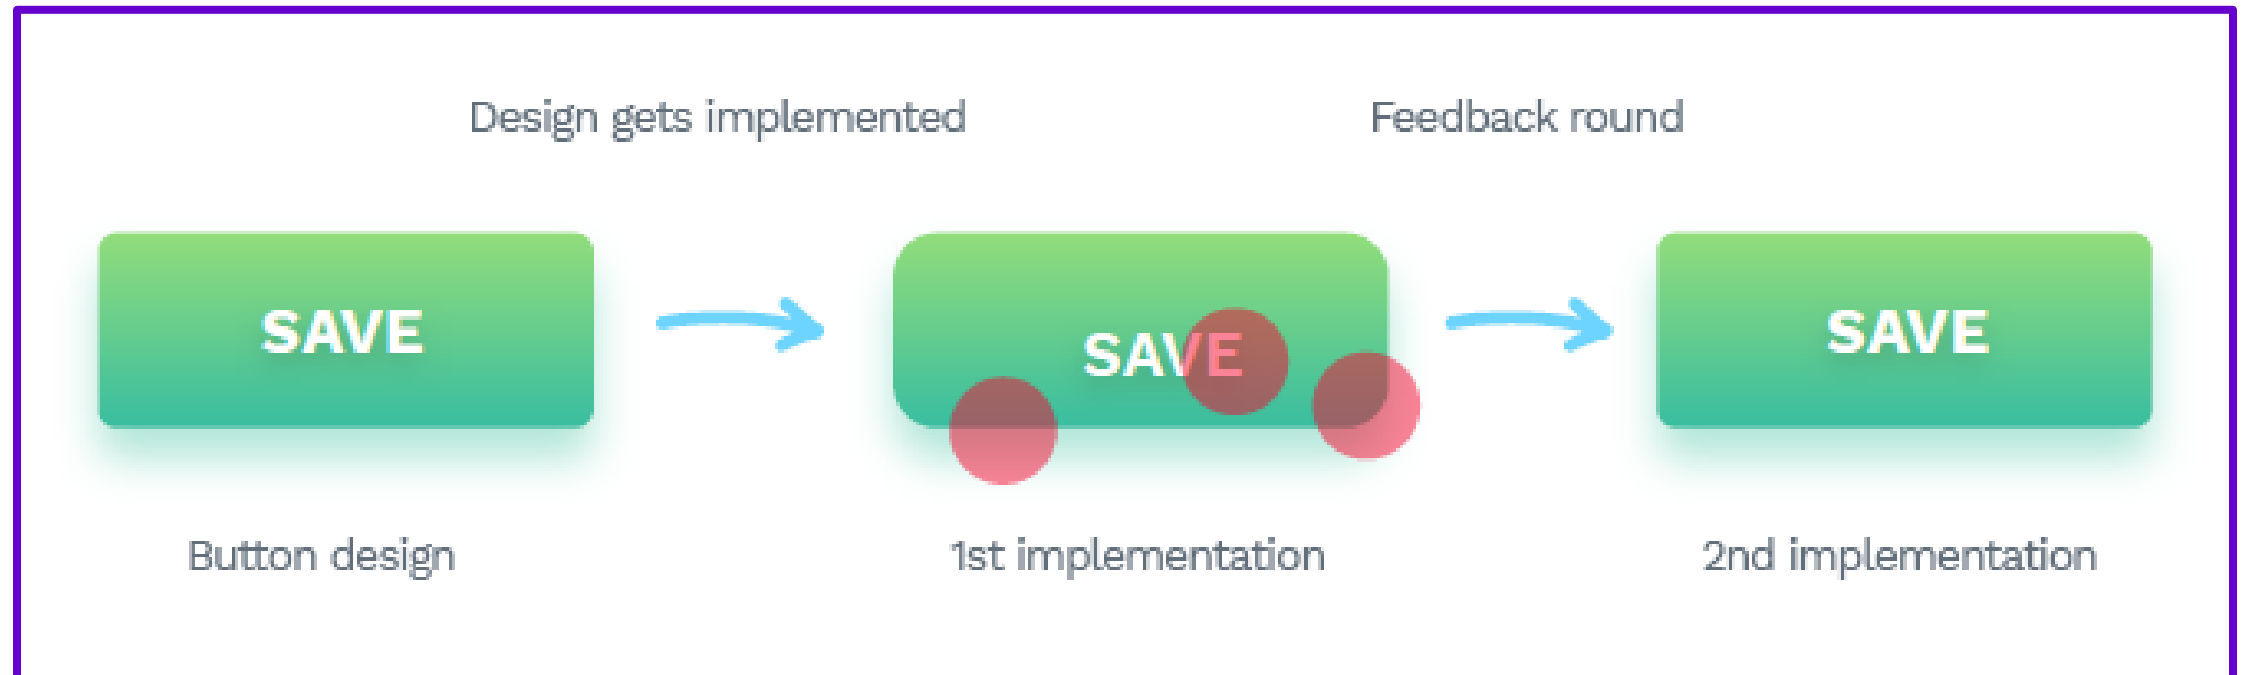 Design gets implemented
Feedback round
SAVE
SAVE
SAVE
Button design
1st implementation
2nd implementation